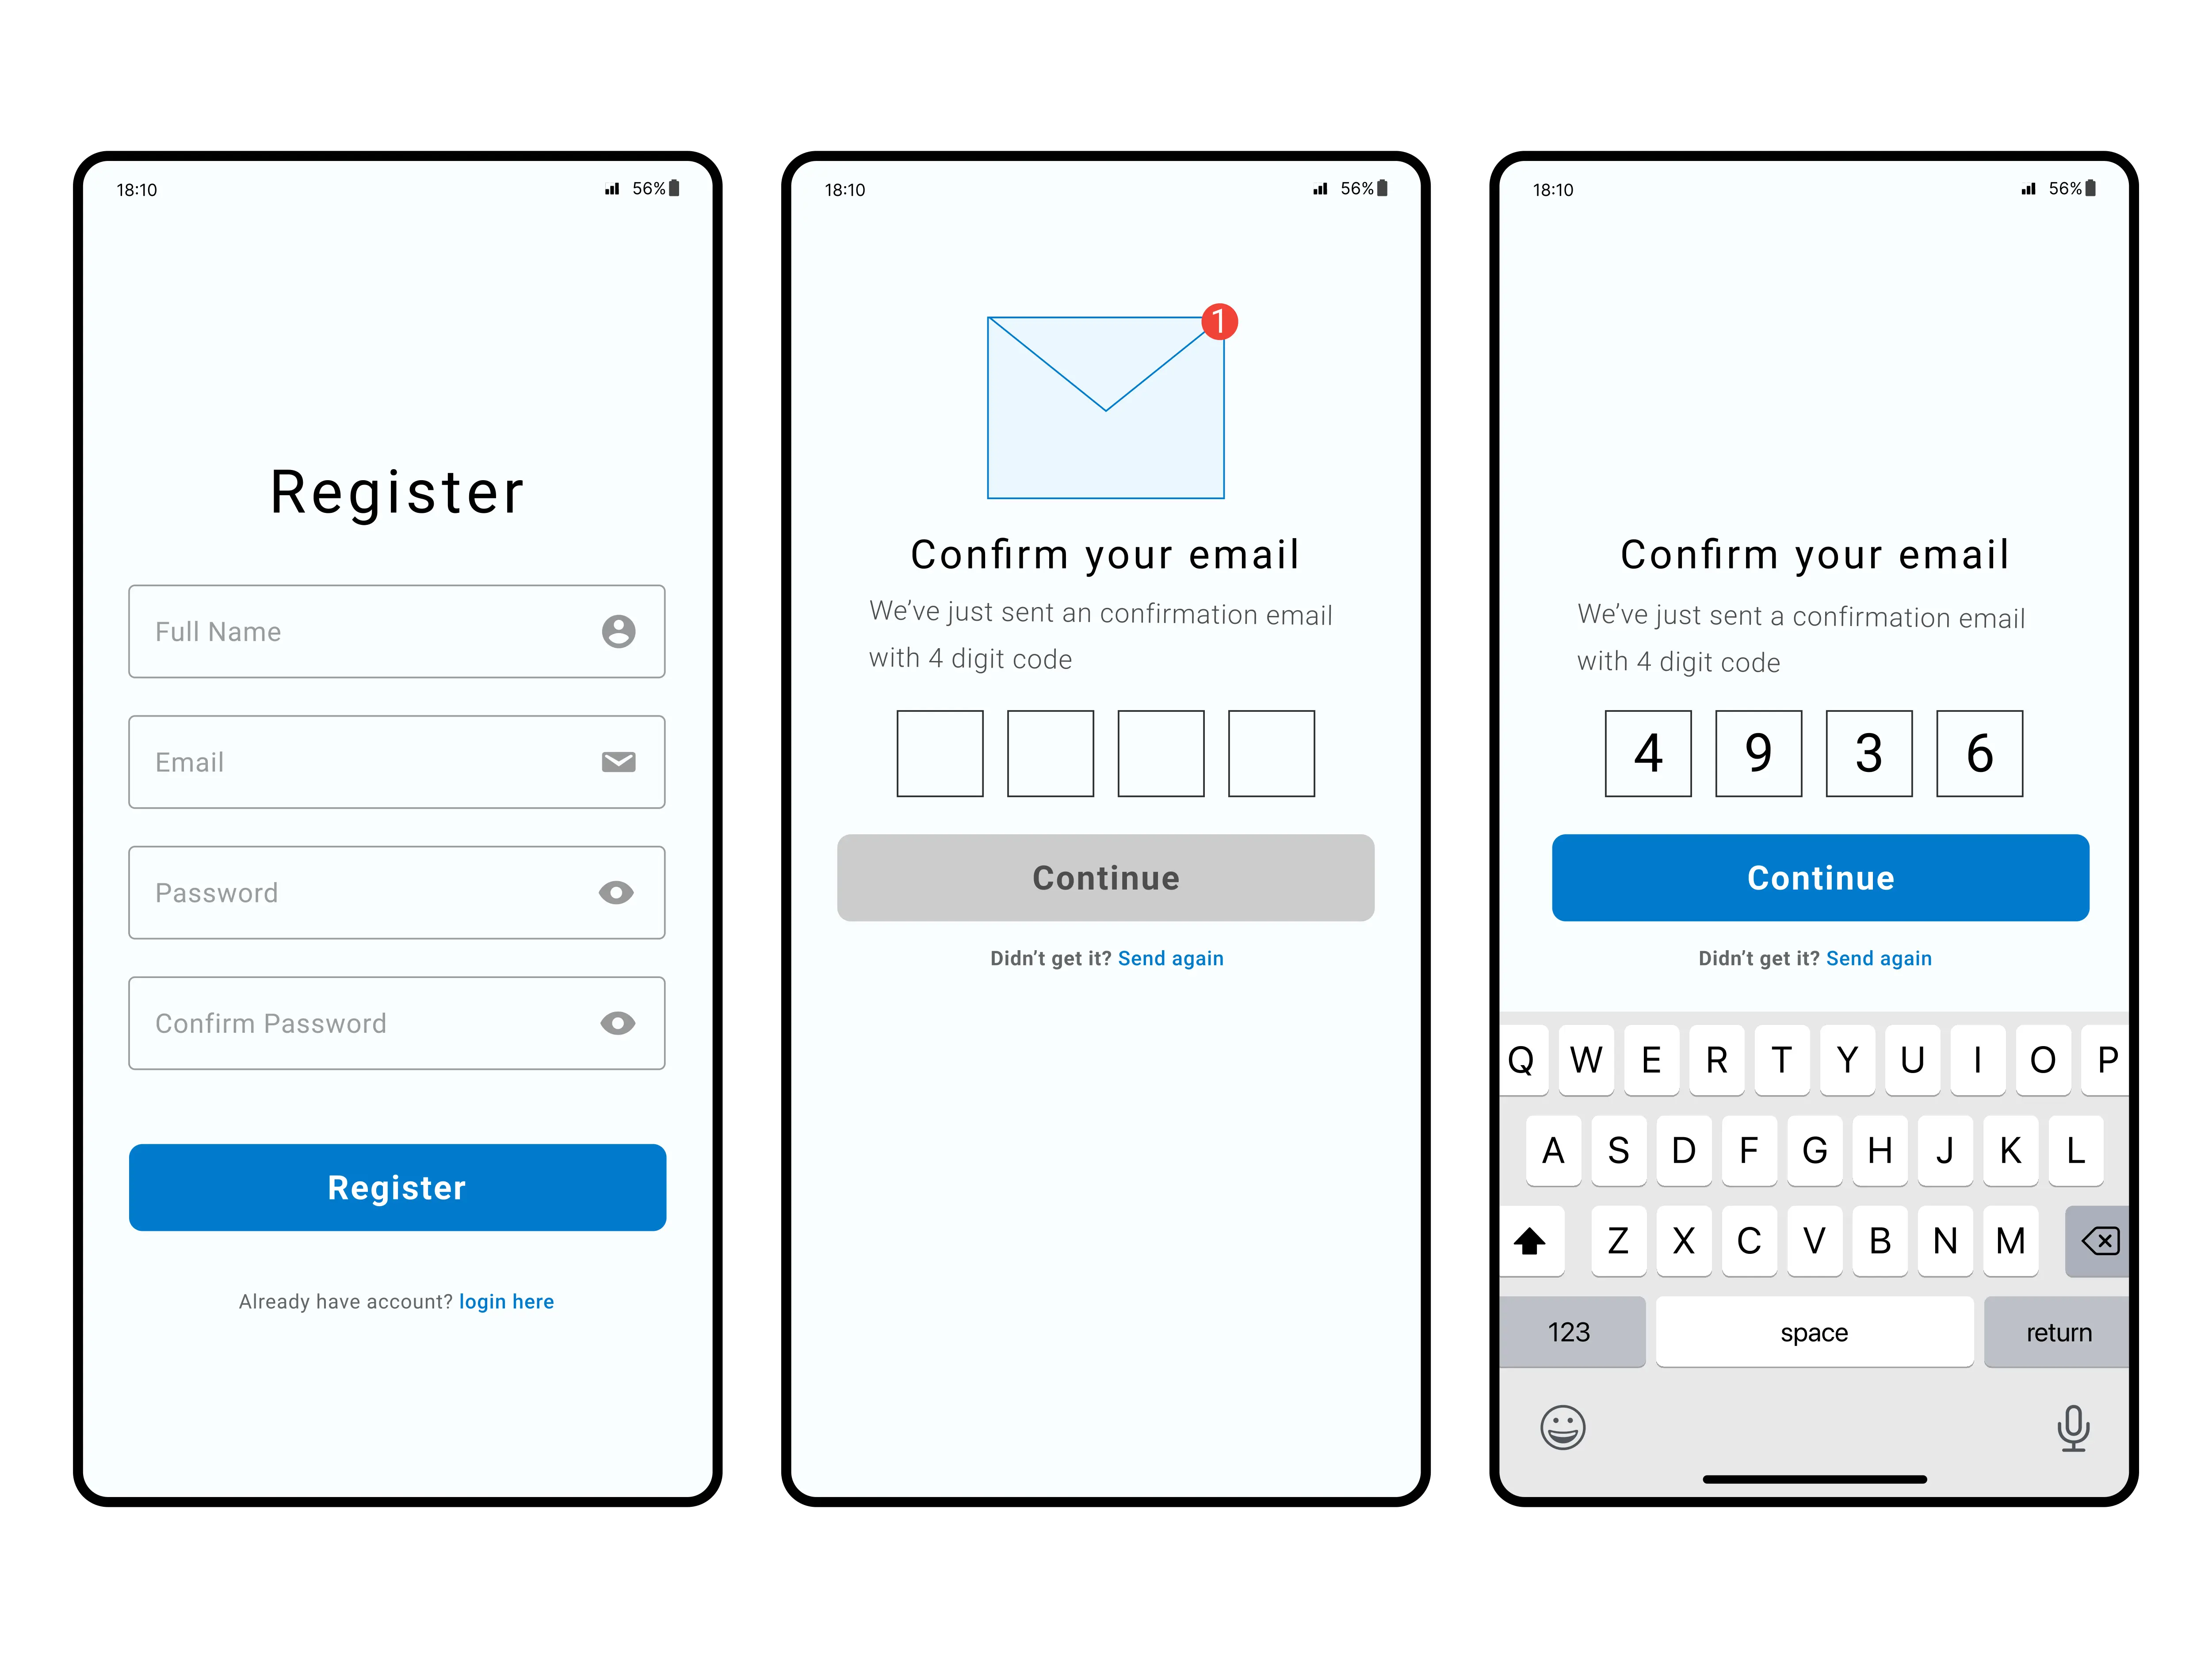 18:10
56%
Register
Full Name
Email
Password
Confirm Password
Register
Already have account? login here
18:10
56%
1
Confirm your email
We've just sent an confirmation email
with 4 digit code
Continue
Didn't get it? Send again
18:10
56%
Confirm your email
We've just sent a confirmation email
with 4 digit code
4 9 3 6
Continue
Didn't get it? Send again
Q W E R T Y U I O P
A S D F G H J K L
Z X C V B N M
123 space return